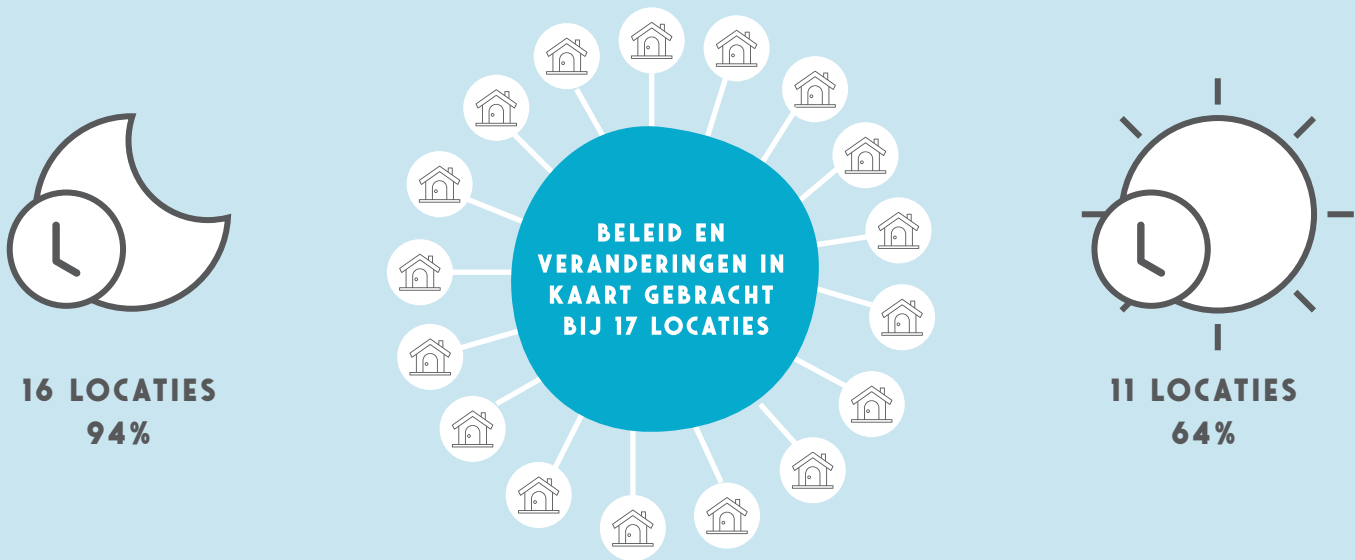 BELEID EN
VERANDERINGEN IN
KAART GEBRACHT
BIJ 17 LOCATIES
16 LOCATIES
94%
11 LOCATIES
64%